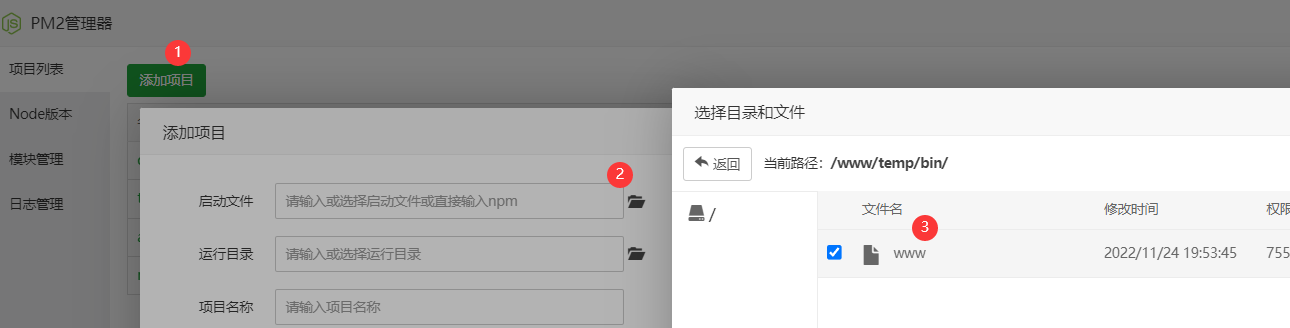 PM2管理器
项目列表
1
添加项目
Node版本
模块管理
日志管理
添加项目
2
启动文件
请输入或选择启动文件或直接输入npm
运行目录
请输入或选择运行目录
项目名称
请输入项目名称
选择目录和文件
返回
当前路径：/www/temp/bin/
/
文件名
修改时间
权限
3
www
2022/11/24 19:53:45
755